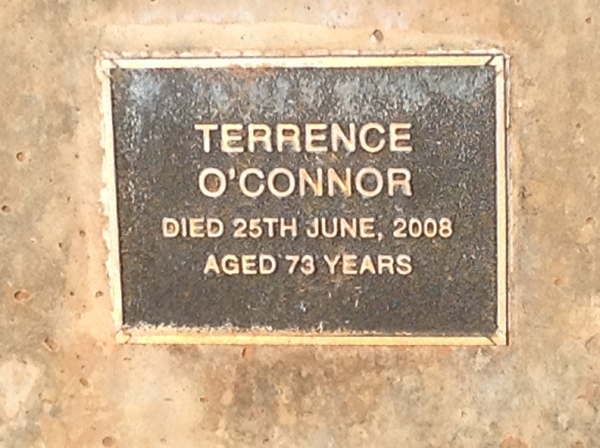 TERRENCE
O'CONNOR
DIED 25TH JUNE, 2008
AGED 73 YEARS